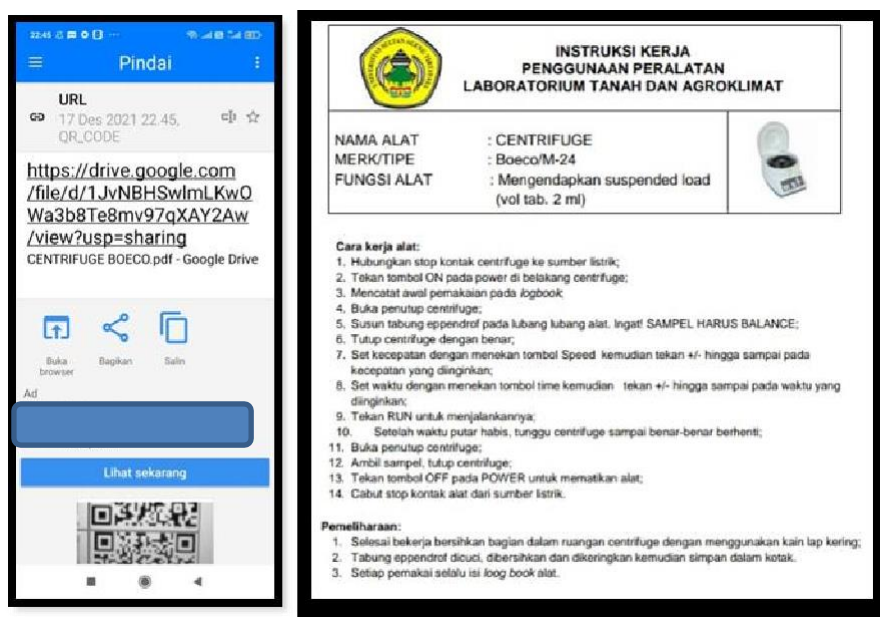 22:45
Pindai
URL
17 Des 2021 22.45,
QR_CODE
https://drive.google.com
/file/d/1JvNBHSwlmLKwO
Wa3b8Te8mv97qXAY2Aw
/view?usp=sharing
CENTRIFUGE BOECO.pdf - Google Drive
Buka
browser
Bagikan
Salin
Ad
Lihat sekarang
INSTRUKSI KERJA
PENGGUNAAN PERALATAN
LABORATORIUM TANAH DAN AGROKLIMAT
NAMA ALAT : CENTRIFUGE
MERK/TIPE : Boeco/M-24
FUNGSI ALAT : Mengendapkan suspended load
(vol tab. 2 ml)
Cara kerja alat:
1. Hubungkan stop kontak centrifuge ke sumber listrik;
2. Tekan tombol ON pada power di belakang centrifuge;
3. Mencatat awal pemakaian pada logbook
4. Buka penutup centrifuge;
5. Susun tabung eppendrof pada lubang lubang alat. Ingat! SAMPEL HARUS BALANCE;
6. Tutup centrifuge dengan benar;
7. Set kecepatan dengan menekan tombol Speed kemudian tekan +/- hingga sampai pada
kecepatan yang diinginkan;
8. Set waktu dengan menekan tombol time kemudian tekan +/- hingga sampai pada waktu yang
diinginkan;
9. Tekan RUN untuk menjalankannya;
10. Setelah waktu putar habis, tunggu centrifuge sampai benar-benar berhenti;
11. Buka penutup centrifuge;
12. Ambil sampel, tutup centrifuge;
13. Tekan tombol OFF pada POWER untuk mematikan alat;
14. Cabut stop kontak alat dari sumber listrik.
Pemeliharaan:
1. Selesai bekerja bersihkan bagian dalam ruangan centrifuge dengan menggunakan kain lap kering;
2. Tabung eppendrof dicuci, dibersihkan dan dikeringkan kemudian simpan dalam kotak.
3. Setiap pemakai selalu isi loog book alat.